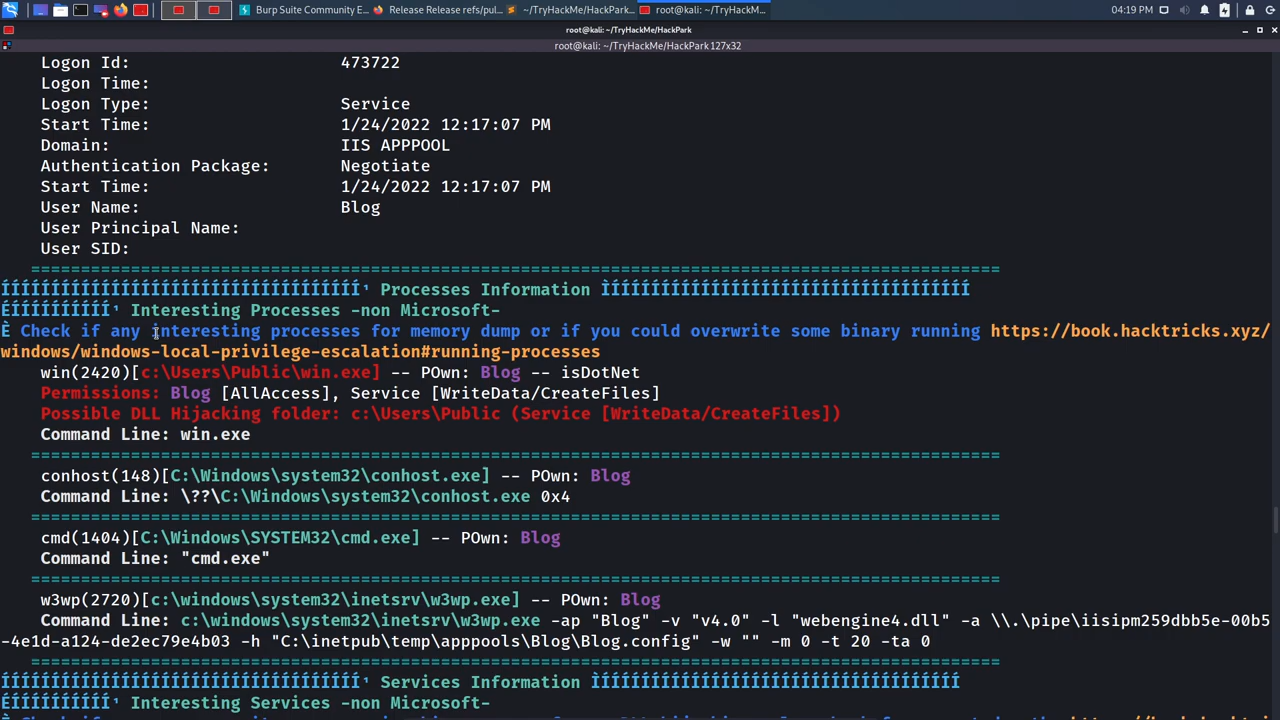 Burp Suite Community E...
Release Release refs/pul...
~/TryHackMe/HackPark...
root@kali: ~/TryHackMe/...
04:19 PM
root@kali: ~/TryHackMe/HackPark
root@kali: ~/TryHackMe/HackPark 127x32
Logon Id: 473722
Logon Time:
Logon Type: Service
Start Time: 1/24/2022 12:17:07 PM
Domain: IIS APPPOOL
Authentication Package: Negotiate
Start Time: 1/24/2022 12:17:07 PM
User Name: Blog
User Principal Name:
User SID:
================================================================================================
ÍÍÍÍÍÍÍÍÍÍÍÍÍÍÍÍÍÍÍÍÍÍÍÍÍÍÍÍÍÍÍÍÍÍÍÍ¹ Processes Information ÌÍÍÍÍÍÍÍÍÍÍÍÍÍÍÍÍÍÍÍÍÍÍÍÍÍÍÍÍÍÍÍÍÍÍÍÍ
ÉÍÍÍÍÍÍÍÍÍÍ¹ Interesting Processes -non Microsoft-
È Check if any interesting processes for memory dump or if you could overwrite some binary running https://book.hacktricks.xyz/
windows/windows-local-privilege-escalation#running-processes
win(2420)[c:\Users\Public\win.exe] -- POwn: Blog -- isDotNet
Permissions: Blog [AllAccess], Service [WriteData/CreateFiles]
Possible DLL Hijacking folder: c:\Users\Public (Service [WriteData/CreateFiles])
Command Line: win.exe
================================================================================================
conhost(148)[C:\Windows\system32\conhost.exe] -- POwn: Blog
Command Line: \??\C:\Windows\system32\conhost.exe 0x4
================================================================================================
cmd(1404)[C:\Windows\SYSTEM32\cmd.exe] -- POwn: Blog
Command Line: "cmd.exe"
================================================================================================
w3wp(2720)[c:\windows\system32\inetsrv\w3wp.exe] -- POwn: Blog
Command Line: c:\windows\system32\inetsrv\w3wp.exe -ap "Blog" -v "v4.0" -l "webengine4.dll" -a \\.\pipe\iisipm259dbb5e-00b5
-4e1d-a124-de2ec79e4b03 -h "C:\inetpub\temp\apppools\Blog\Blog.config" -w "" -m 0 -t 20 -ta 0
================================================================================================
ÍÍÍÍÍÍÍÍÍÍÍÍÍÍÍÍÍÍÍÍÍÍÍÍÍÍÍÍÍÍÍÍÍÍÍÍ¹ Services Information ÌÍÍÍÍÍÍÍÍÍÍÍÍÍÍÍÍÍÍÍÍÍÍÍÍÍÍÍÍÍÍÍÍÍÍÍÍ
ÉÍÍÍÍÍÍÍÍÍÍ¹ Interesting Services -non Microsoft-